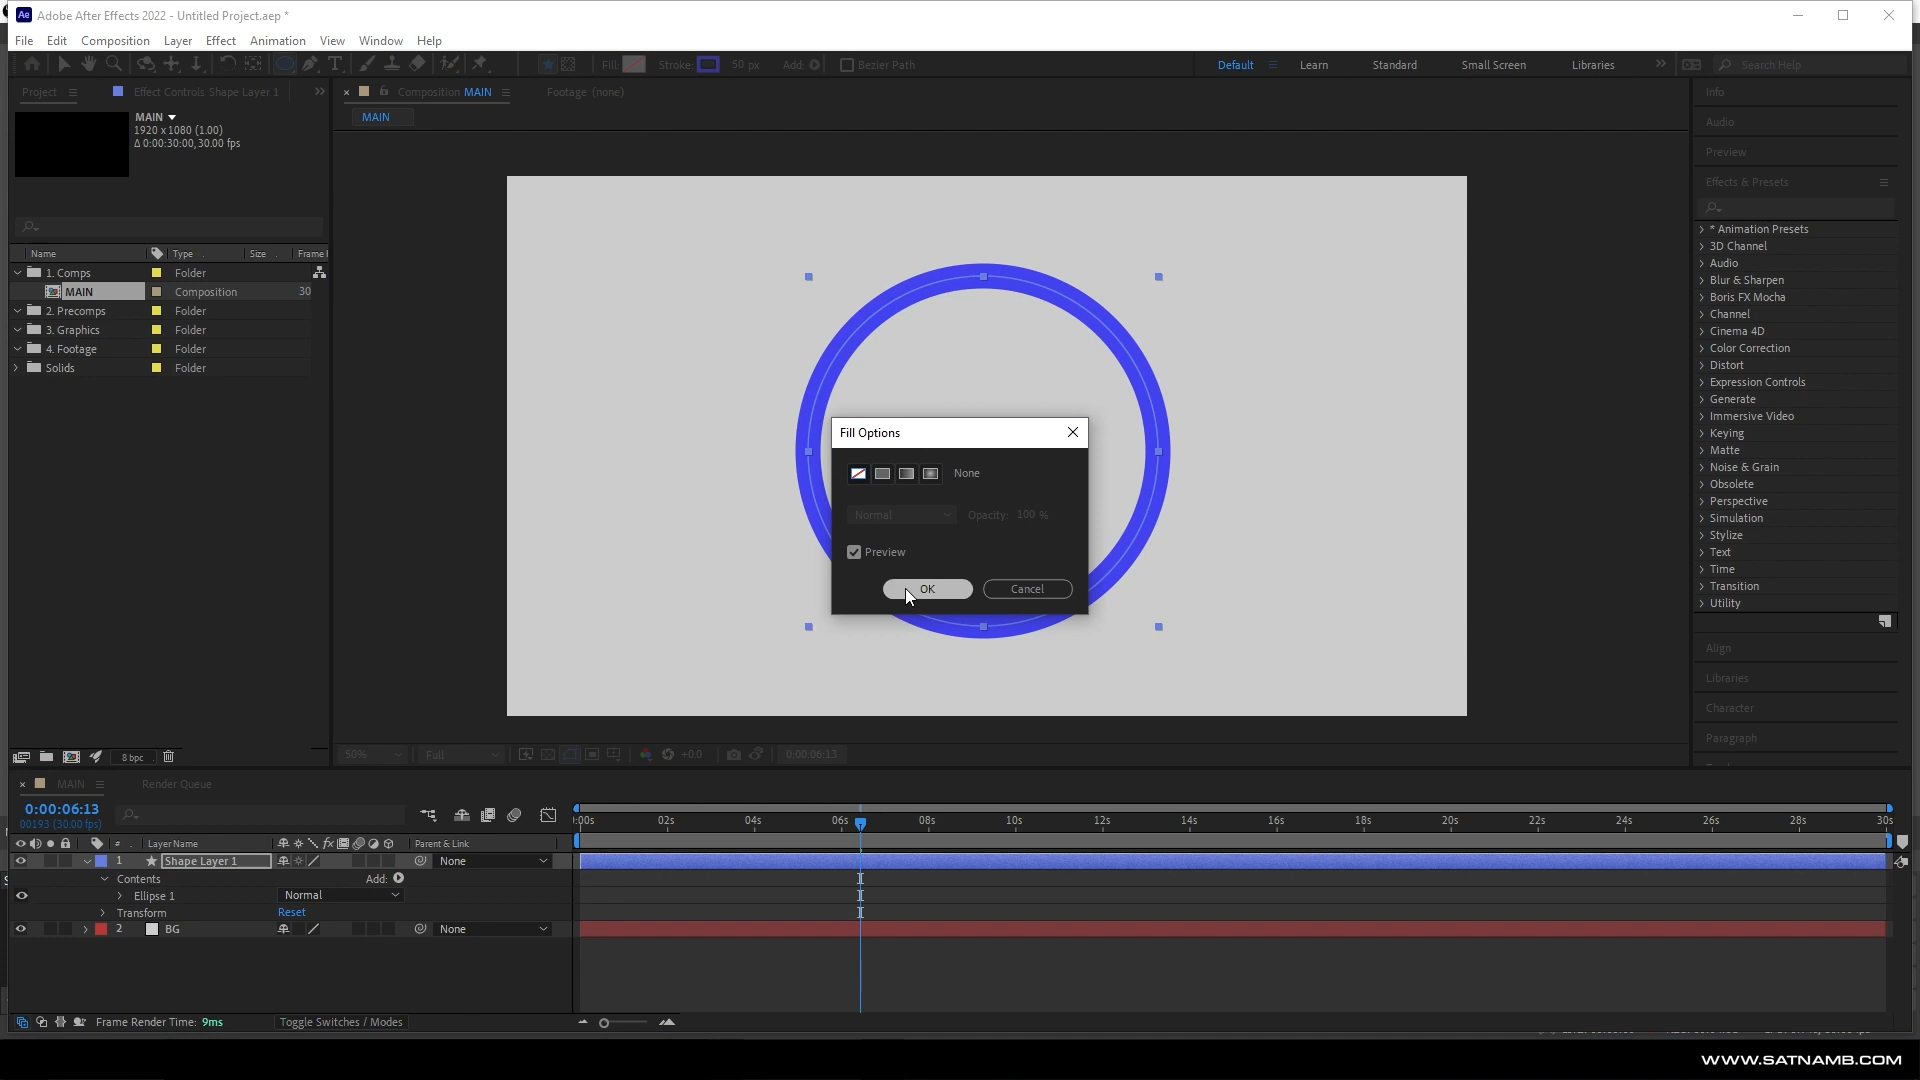 Adobe After Effects 2022 - Untitled Project.aep *
File Edit Composition Layer Effect Animation View Window Help
Fill: Stroke: 50 px Add: Bezier Path Default Learn Standard Small Screen Libraries Search Help
Project Effect Controls Shape Layer 1 Composition MAIN Footage (none)
MAIN
1920 x 1080 (1.00)
Δ 0:00:30:00, 30.00 fps
MAIN
Name Type Size Frame
1. Comps Folder
MAIN Composition 30
2. Precomps Folder
3. Graphics Folder
4. Footage Folder
Solids Folder
8 bpc
Fill Options
None
Normal Opacity: 100 %
Preview
OK Cancel
50% Full +0.0 0:00:06:13
Info
Audio
Preview
Effects & Presets
* Animation Presets
3D Channel
Audio
Blur & Sharpen
Boris FX Mocha
Channel
Cinema 4D
Color Correction
Distort
Expression Controls
Generate
Immersive Video
Keying
Matte
Noise & Grain
Obsolete
Perspective
Simulation
Stylize
Text
Time
Transition
Utility
Align
Libraries
Character
Paragraph
MAIN Render Queue
0:00:06:13
00193 (30.00 fps)
:00s 02s 04s 06s 08s 10s 12s 14s 16s 18s 20s 22s 24s 26s 28s 30s
# Layer Name fx Parent & Link
1 Shape Layer 1 None
Contents Add:
Ellipse 1 Normal
Transform Reset
2 BG None
Frame Render Time: 9ms Toggle Switches / Modes
WWW.SATNAMB.COM